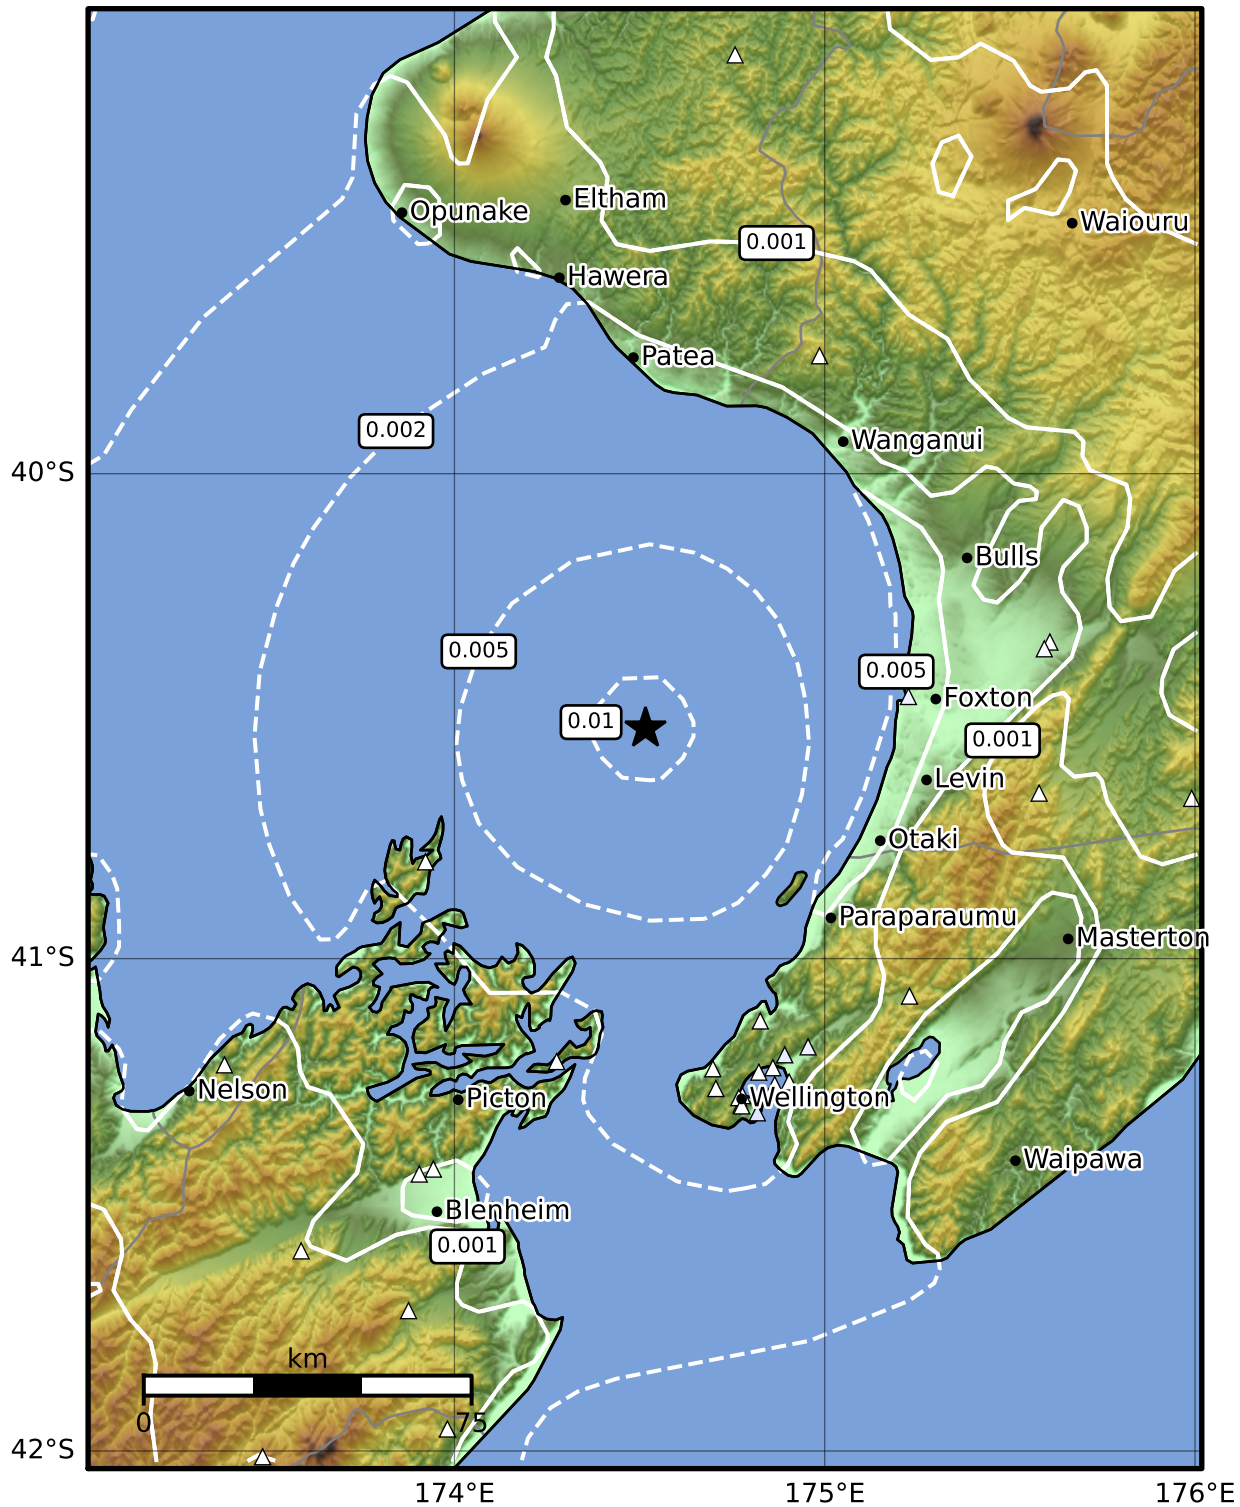 Opunake
Eltham
Waiouru
0.001
Hawera
Patea
0.002
Wanganui
40°S
Bulls
0.005
0.005
Foxton
0.01
0.001
Levin
Otaki
Paraparaumu
Masterton
41°S
Nelson
Picton
Wellington
Waipawa
Blenheim
0.001
km
0 75
42°S
174°E 175°E 176°E